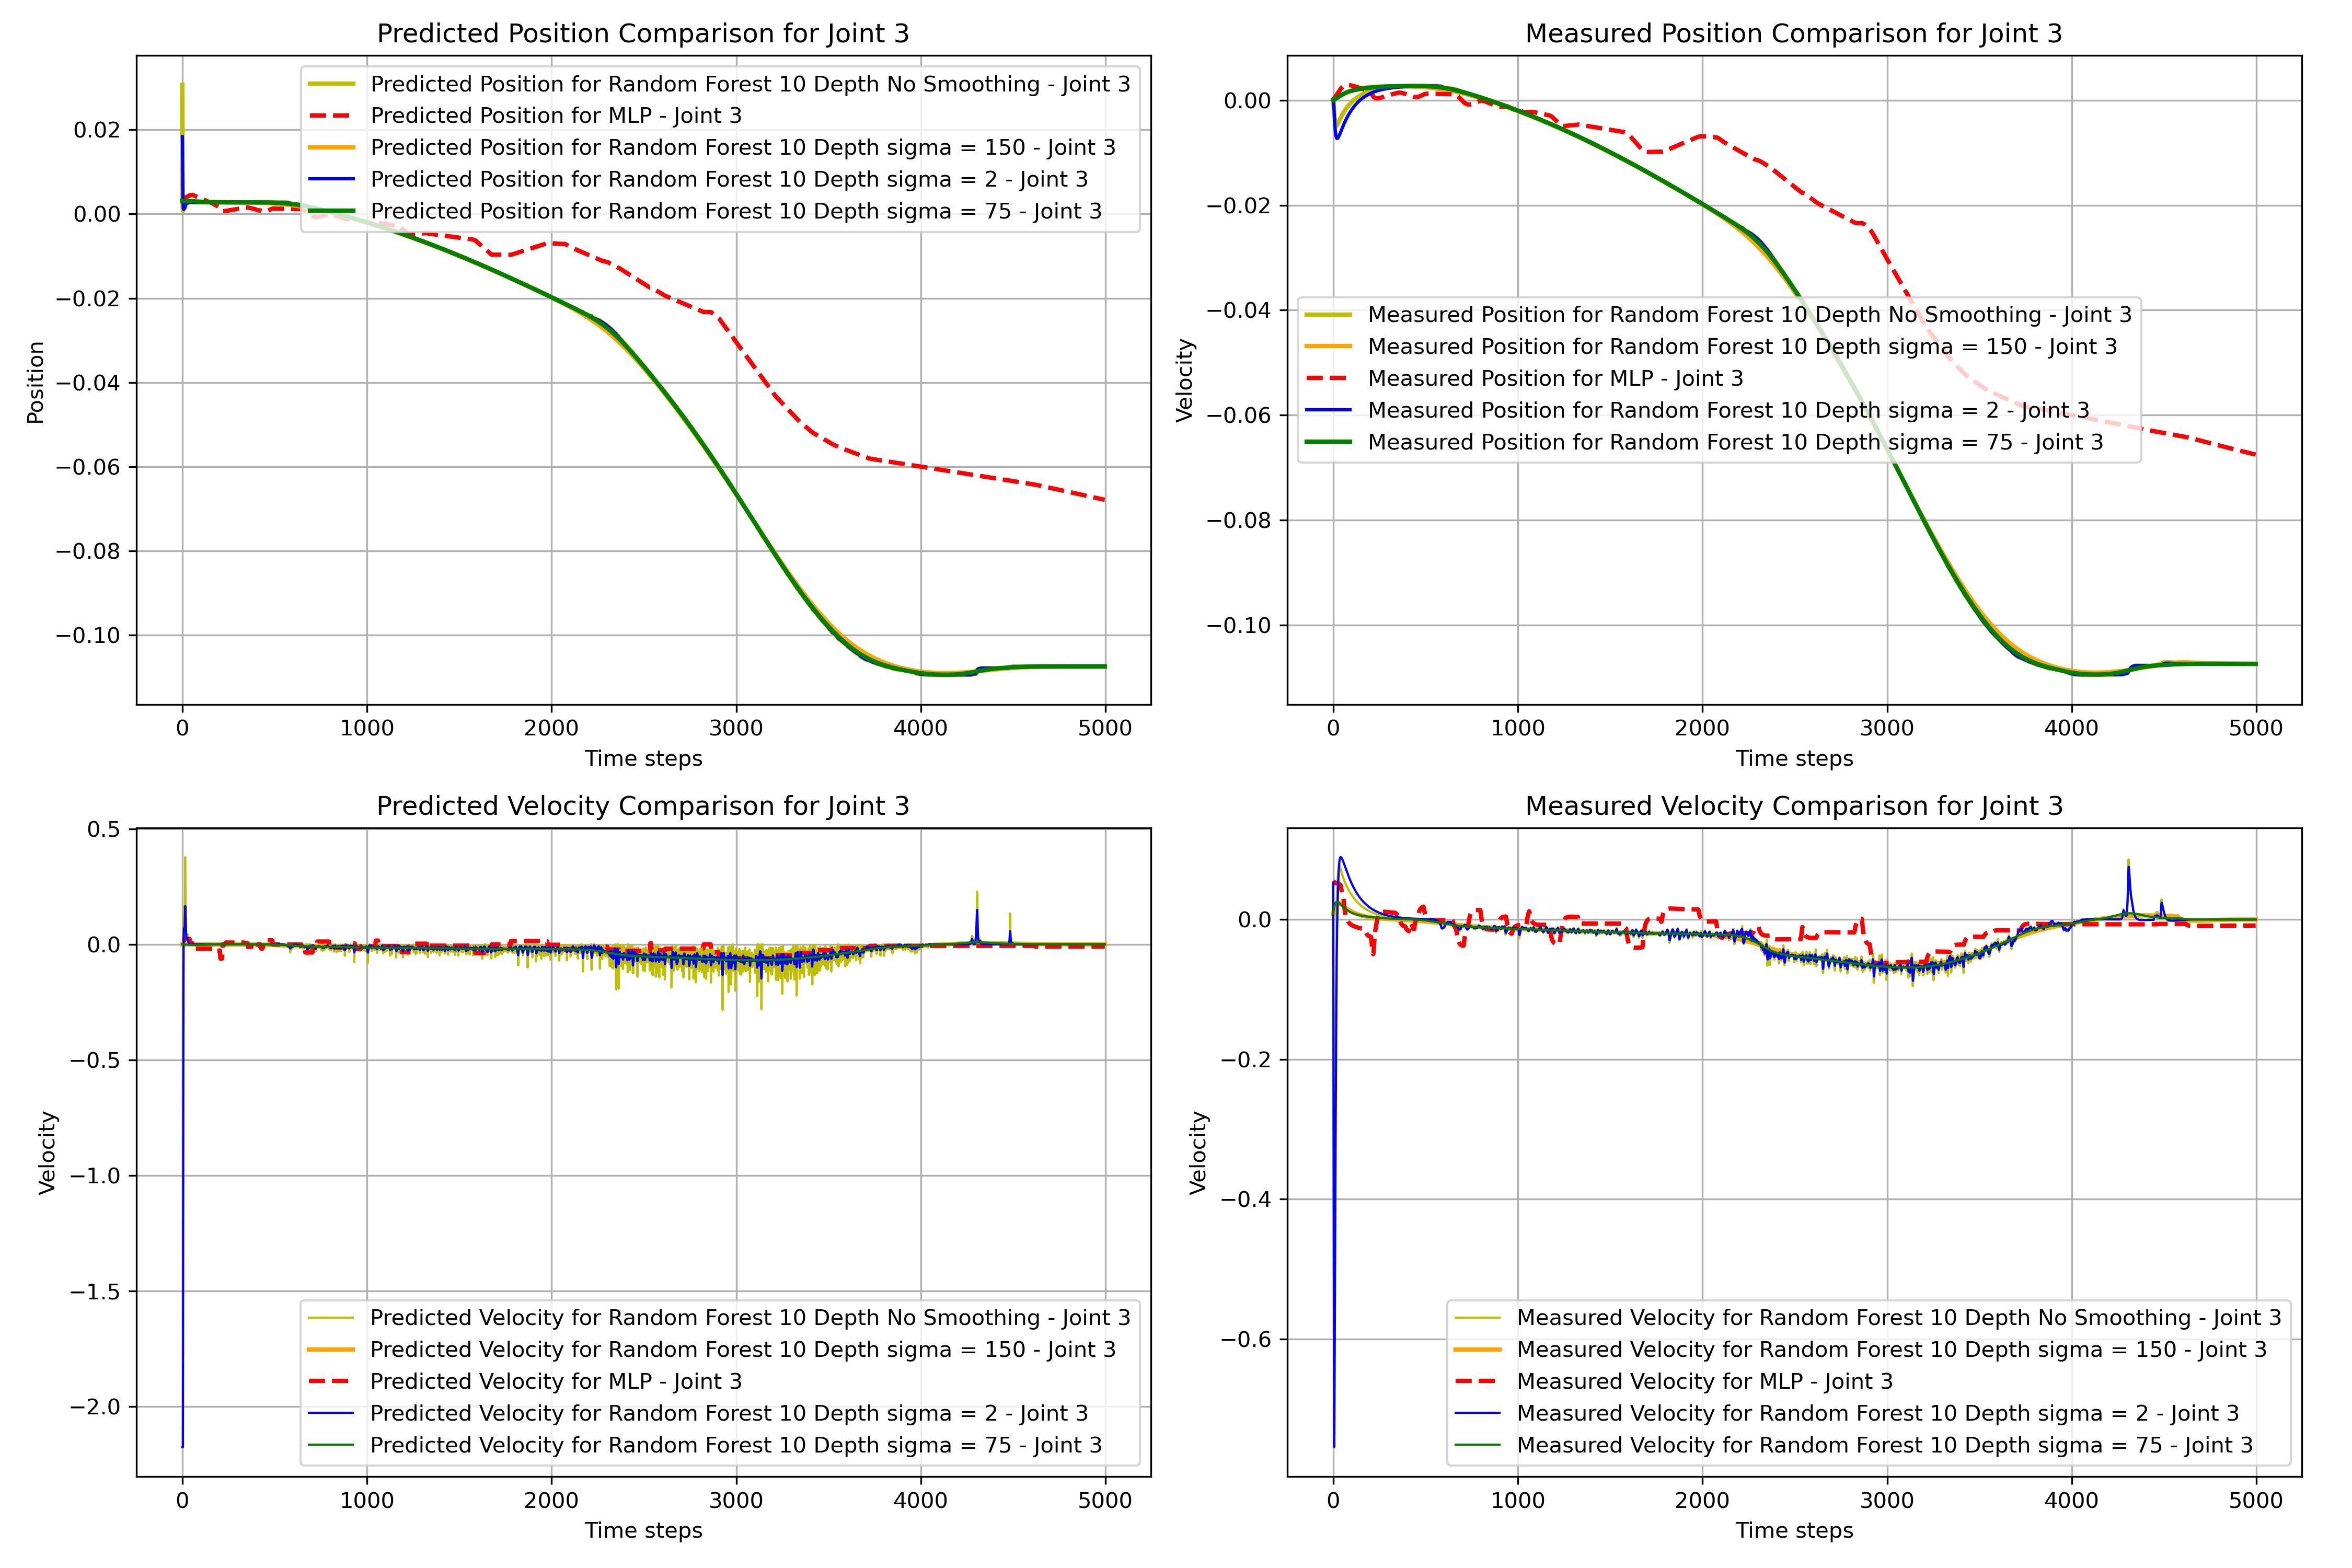 Predicted Position Comparison for Joint 3
Position
0.02
0.00
−0.02
−0.04
−0.06
−0.08
−0.10
Predicted Position for Random Forest 10 Depth No Smoothing - Joint 3
Predicted Position for MLP - Joint 3
Predicted Position for Random Forest 10 Depth sigma = 150 - Joint 3
Predicted Position for Random Forest 10 Depth sigma = 2 - Joint 3
Predicted Position for Random Forest 10 Depth sigma = 75 - Joint 3
0 1000 2000 3000 4000 5000
Time steps
Measured Position Comparison for Joint 3
Velocity
0.00
−0.02
−0.04
−0.06
−0.08
−0.10
Measured Position for Random Forest 10 Depth No Smoothing - Joint 3
Measured Position for Random Forest 10 Depth sigma = 150 - Joint 3
Measured Position for MLP - Joint 3
Measured Position for Random Forest 10 Depth sigma = 2 - Joint 3
Measured Position for Random Forest 10 Depth sigma = 75 - Joint 3
0 1000 2000 3000 4000 5000
Time steps
Predicted Velocity Comparison for Joint 3
Velocity
0.5
0.0
−0.5
−1.0
−1.5
−2.0
Predicted Velocity for Random Forest 10 Depth No Smoothing - Joint 3
Predicted Velocity for Random Forest 10 Depth sigma = 150 - Joint 3
Predicted Velocity for MLP - Joint 3
Predicted Velocity for Random Forest 10 Depth sigma = 2 - Joint 3
Predicted Velocity for Random Forest 10 Depth sigma = 75 - Joint 3
0 1000 2000 3000 4000 5000
Time steps
Measured Velocity Comparison for Joint 3
Velocity
0.0
−0.2
−0.4
−0.6
Measured Velocity for Random Forest 10 Depth No Smoothing - Joint 3
Measured Velocity for Random Forest 10 Depth sigma = 150 - Joint 3
Measured Velocity for MLP - Joint 3
Measured Velocity for Random Forest 10 Depth sigma = 2 - Joint 3
Measured Velocity for Random Forest 10 Depth sigma = 75 - Joint 3
0 1000 2000 3000 4000 5000
Time steps